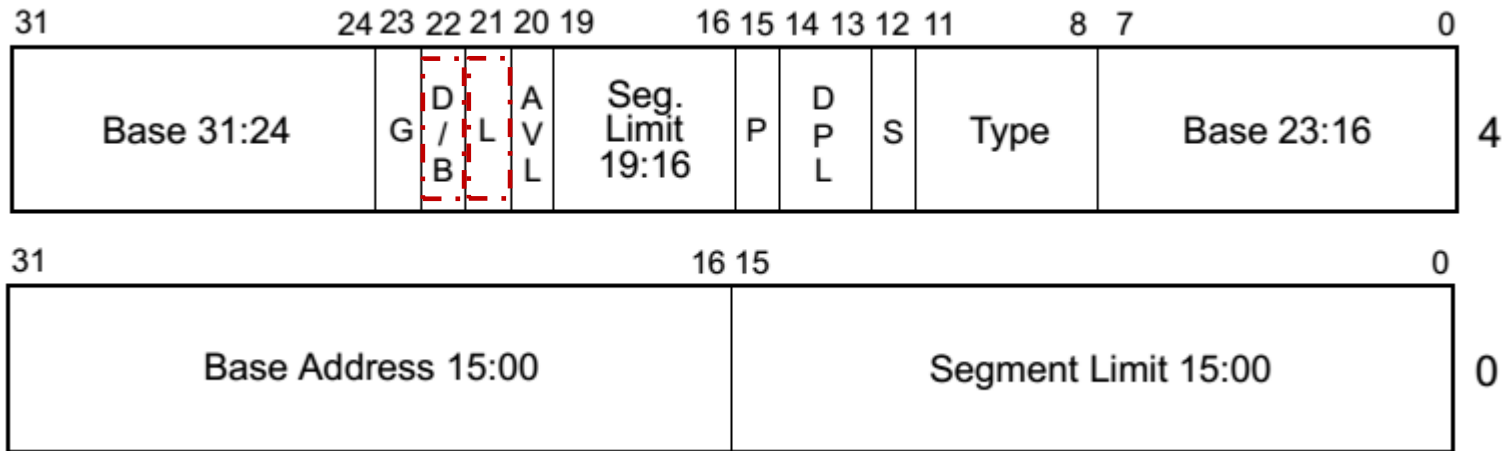 31 24 23 22 21 20 19 16 15 14 13 12 11 8 7 0
Base 31:24 G D/B L AVL Seg. Limit 19:16 P DPL S Type Base 23:16 4
31 16 15 0
Base Address 15:00 Segment Limit 15:00 0